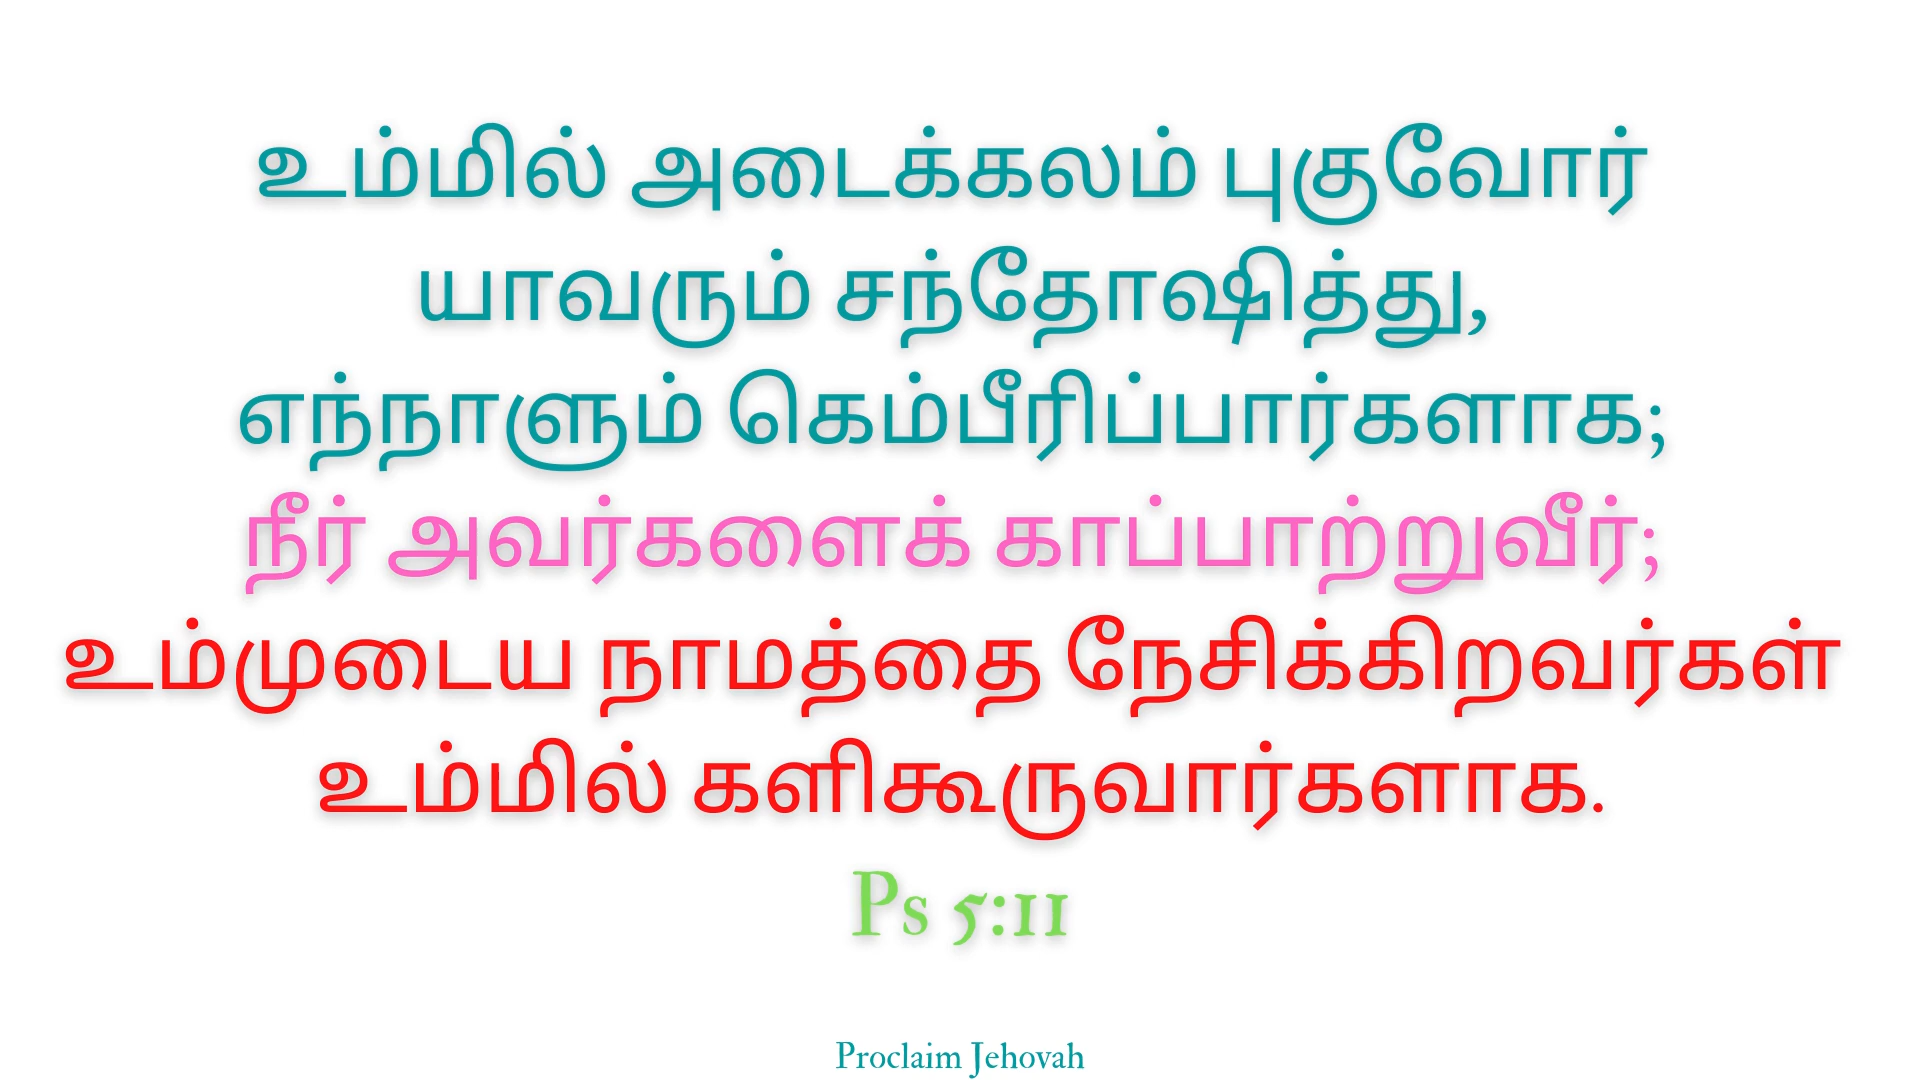 உம்மில் அடைக்கலம் புகுவோர்
யாவரும் சந்தோஷித்து,
எந்நாளும் கெம்பீரிப்பார்களாக;
நீர் அவர்களைக் காப்பாற்றுவீர்;
உம்முடைய நாமத்தை நேசிக்கிறவர்கள்
உம்மில் களிகூருவார்களாக.
Ps 5:11
Proclaim Jehovah